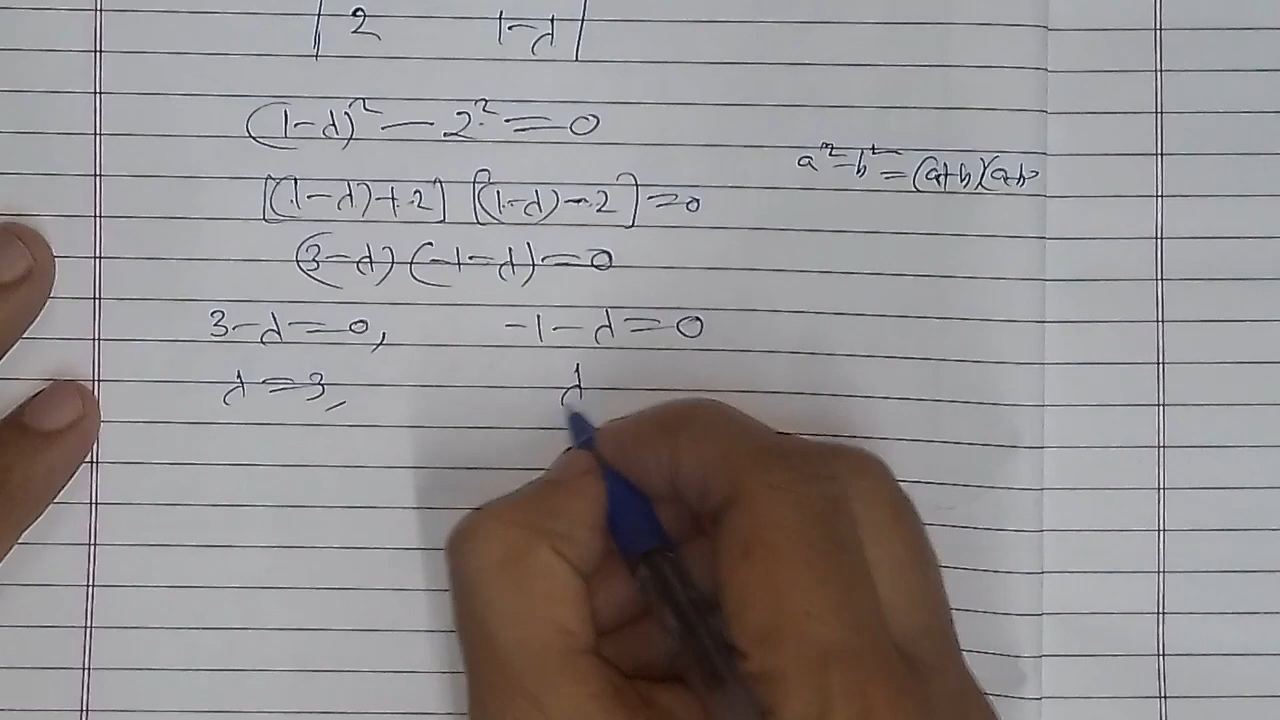 | 2 1-λ |
(1-λ)² - 2² = 0
a² - b² = (a+b)(a-b)
[(1-λ)+2] [(1-λ)-2] = 0
(3-λ) (-1-λ) = 0
3-λ = 0, -1-λ = 0
λ = 3, λ